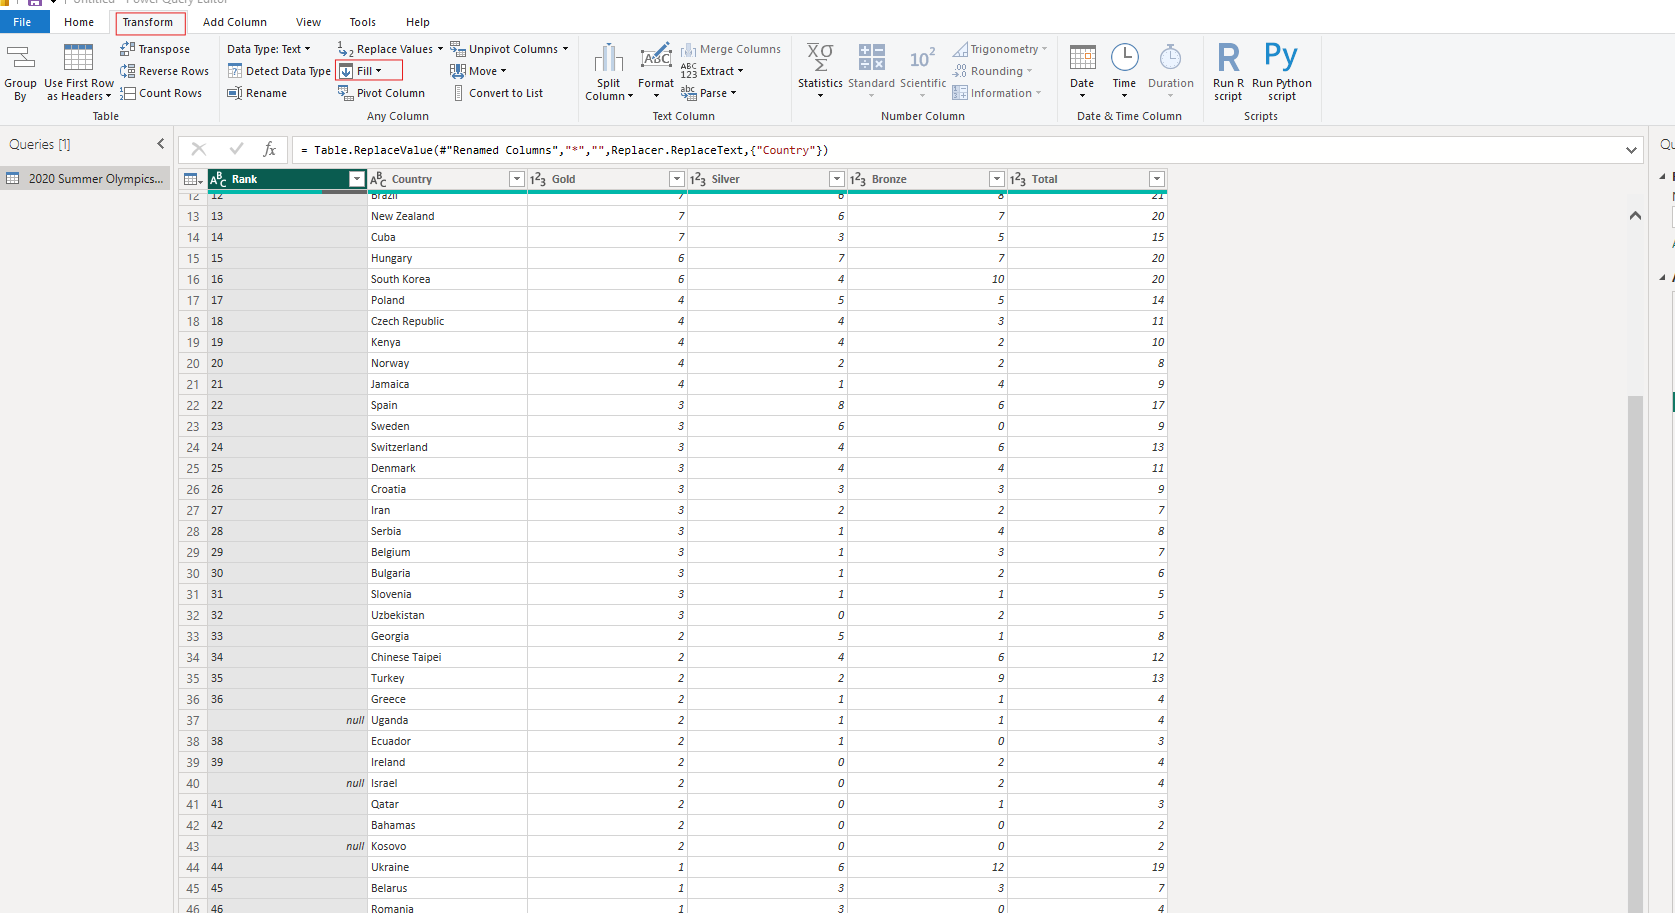 Untitled - Power Query Editor
File Home Transform Add Column View Tools Help
Group By
Use First Row as Headers
Transpose
Reverse Rows
Count Rows
Table
Data Type: Text
Detect Data Type
Rename
Replace Values
Fill
Pivot Column
Unpivot Columns
Move
Convert to List
Any Column
Split Column
Format
Merge Columns
Extract
Parse
Text Column
Statistics
Standard
Scientific
Trigonometry
Rounding
Information
Number Column
Date
Time
Duration
Date & Time Column
Run R script
Run Python script
Scripts
Queries [1]
2020 Summer Olympics...
= Table.ReplaceValue(#"Renamed Columns","*","",Replacer.ReplaceText,{"Country"})
Rank Country Gold Silver Bronze Total
12 12 Brazil 7 6 8 21
13 13 New Zealand 7 6 7 20
14 14 Cuba 7 3 5 15
15 15 Hungary 6 7 7 20
16 16 South Korea 6 4 10 20
17 17 Poland 4 5 5 14
18 18 Czech Republic 4 4 3 11
19 19 Kenya 4 4 2 10
20 20 Norway 4 2 2 8
21 21 Jamaica 4 1 4 9
22 22 Spain 3 8 6 17
23 23 Sweden 3 6 0 9
24 24 Switzerland 3 4 6 13
25 25 Denmark 3 4 4 11
26 26 Croatia 3 3 3 9
27 27 Iran 3 2 2 7
28 28 Serbia 3 1 4 8
29 29 Belgium 3 1 3 7
30 30 Bulgaria 3 1 2 6
31 31 Slovenia 3 1 1 5
32 32 Uzbekistan 3 0 2 5
33 33 Georgia 2 5 1 8
34 34 Chinese Taipei 2 4 6 12
35 35 Turkey 2 2 9 13
36 36 Greece 2 1 1 4
37 null Uganda 2 1 1 4
38 38 Ecuador 2 1 0 3
39 39 Ireland 2 0 2 4
40 null Israel 2 0 2 4
41 41 Qatar 2 0 1 3
42 42 Bahamas 2 0 0 2
43 null Kosovo 2 0 0 2
44 44 Ukraine 1 6 12 19
45 45 Belarus 1 3 3 7
46 46 Romania 1 3 0 4